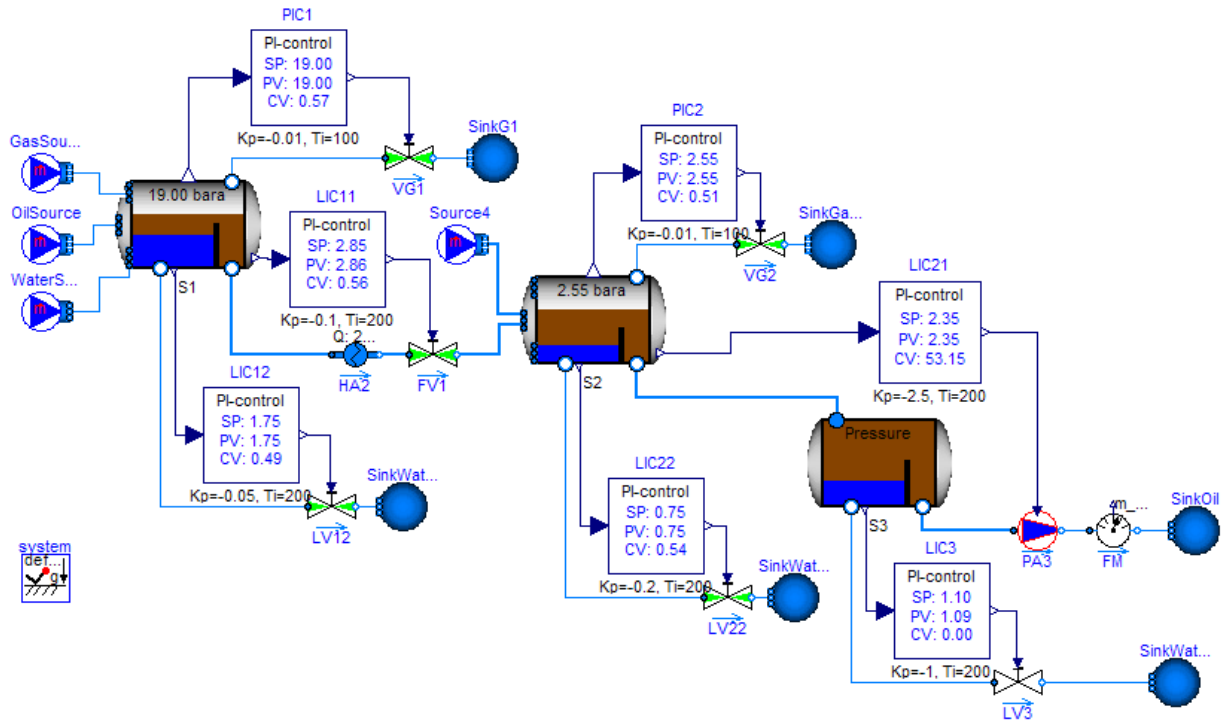 PIC1
PI-control
SP: 19.00
PV: 19.00
CV: 0.57
Kp=-0.01, Ti=100
SinkG1
VG1
GasSou...
OilSource
WaterS...
19.00 bara
S1
LIC11
PI-control
SP: 2.85
PV: 2.86
CV: 0.56
Kp=-0.1, Ti=200
Q: 2...
HA2
FV1
Source4
LIC12
PI-control
SP: 1.75
PV: 1.75
CV: 0.49
Kp=-0.05, Ti=200
SinkWat...
LV12
PIC2
PI-control
SP: 2.55
PV: 2.55
CV: 0.51
Kp=-0.01, Ti=100
SinkGa...
VG2
2.55 bara
S2
LIC21
PI-control
SP: 2.35
PV: 2.35
CV: 53.15
Kp=-2.5, Ti=200
LIC22
PI-control
SP: 0.75
PV: 0.75
CV: 0.54
Kp=-0.2, Ti=200
SinkWat...
LV22
Pressure
S3
m_...
SinkOil
PA3
FM
LIC3
PI-control
SP: 1.10
PV: 1.09
CV: 0.00
Kp=-1, Ti=200
SinkWat...
LV3
system
def...
g
m
m
m
m